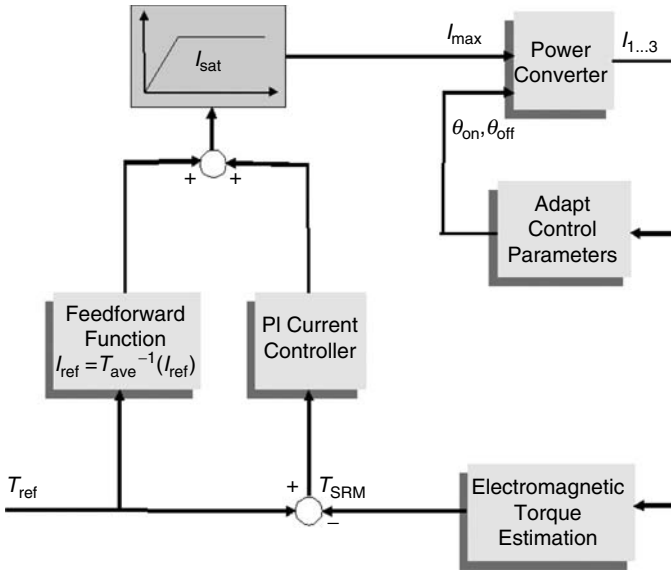 I_sat
I_max
Power
Converter
I_1...3
θ_on, θ_off
Adapt
Control
Parameters
+
+
Feedforward
Function
I_ref = T_ave^−1(I_ref)
PI Current
Controller
T_ref
+
T_SRM
−
Electromagnetic
Torque
Estimation